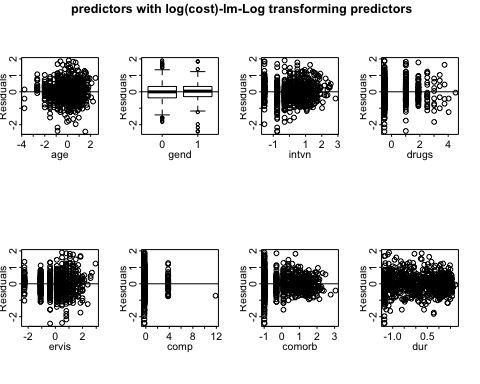 predictors with log(cost)-lm-Log transforming predictors
Residuals
-2 0 1 2
-4 -2 0 2
age
Residuals
-2 0 1 2
0 1
gend
Residuals
-2 0 1 2
-1 1 2 3
intvn
Residuals
-2 0 1 2
0 2 4
drugs
Residuals
-2 0 1 2
-2 0 2
ervis
Residuals
-2 0 1 2
0 4 8 12
comp
Residuals
-2 0 1 2
-1 0 1 2 3
comorb
Residuals
-2 0 1 2
-1.0 0.5
dur